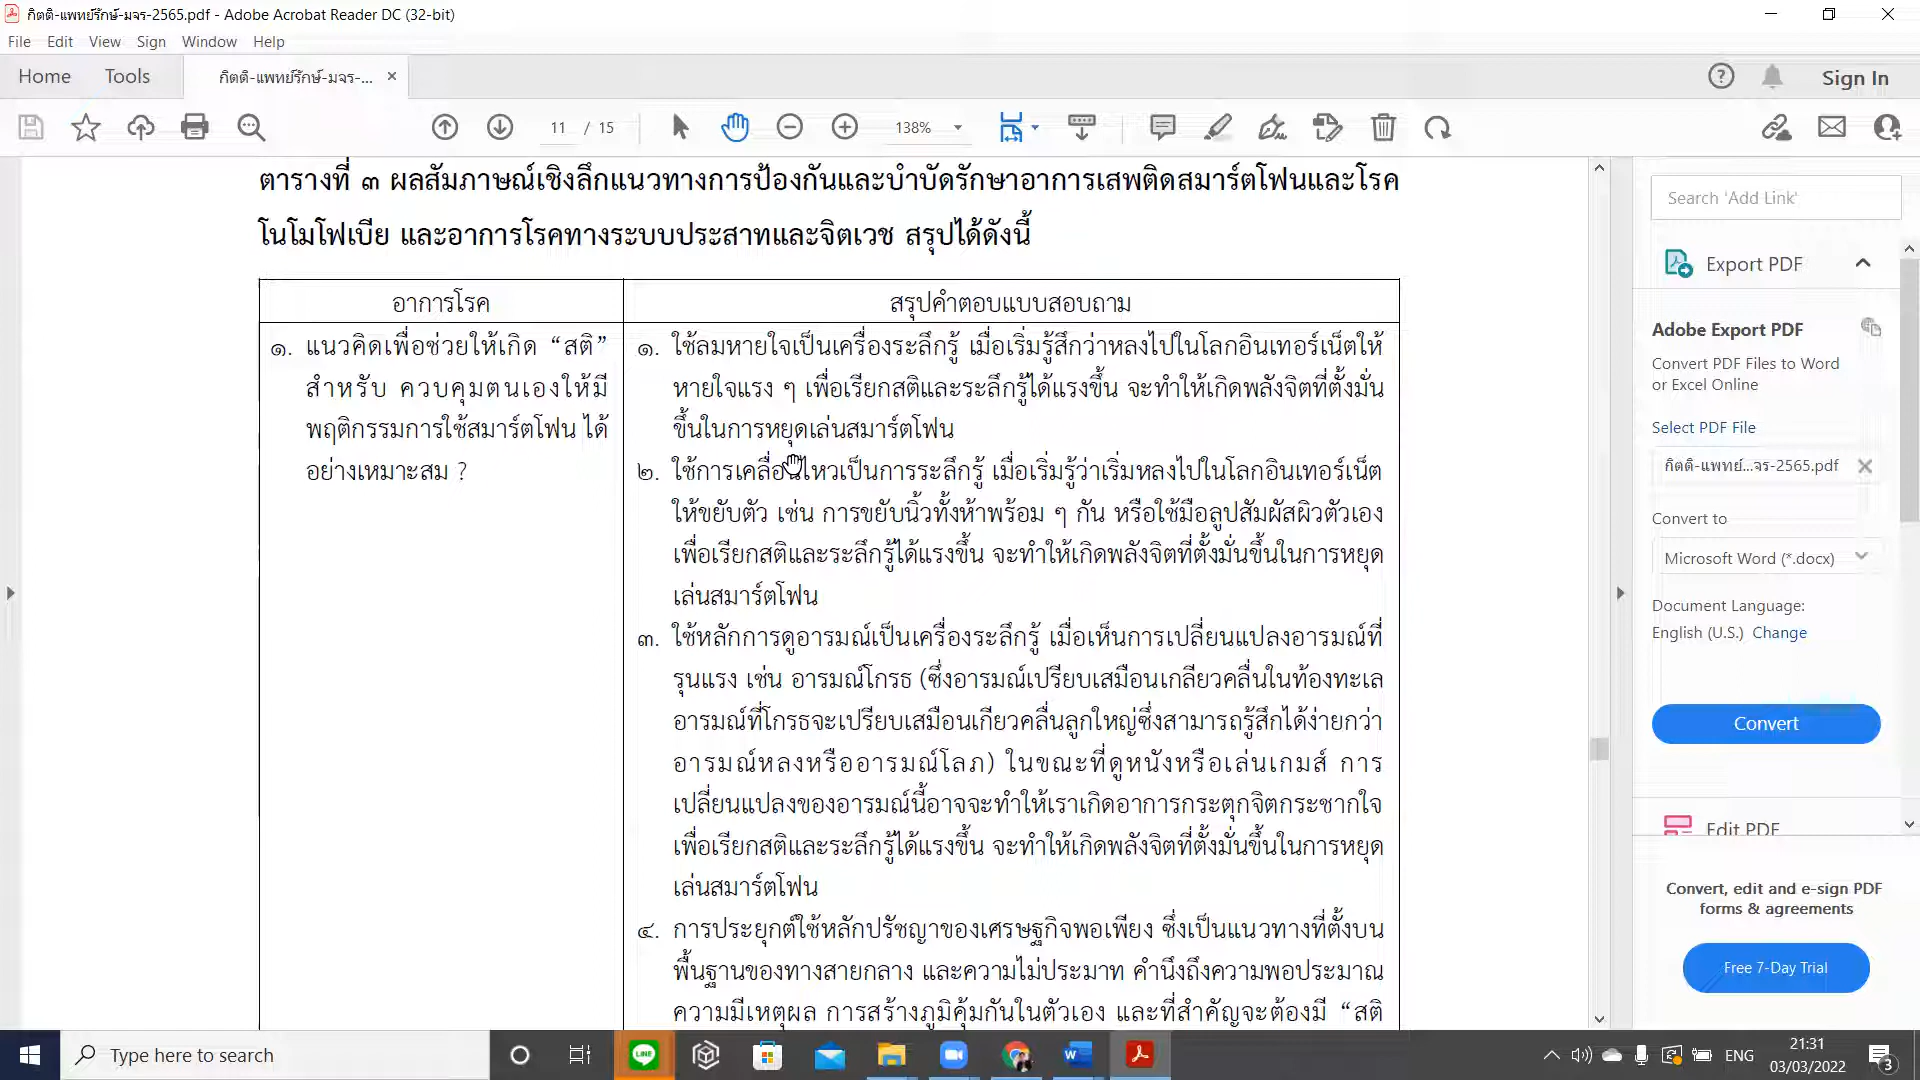 กิตติ-แพทย์รักษ์-มจร-2565.pdf - Adobe Acrobat Reader DC (32-bit)
File Edit View Sign Window Help
Home Tools กิตติ-แพทย์รักษ์-มจร-... × Sign In
11 / 15 138%
ตารางที่ ๓ ผลสัมภาษณ์เชิงลึกแนวทางการป้องกันและบำบัดรักษาอาการเสพติดสมาร์ตโฟนและโรค
โนโมโฟเบีย และอาการโรคทางระบบประสาทและจิตเวช สรุปได้ดังนี้
อาการโรค
สรุปคำตอบแบบสอบถาม
๑. แนวคิดเพื่อช่วยให้เกิด “สติ”
สำหรับ ควบคุมตนเองให้มี
พฤติกรรมการใช้สมาร์ตโฟน ได้
อย่างเหมาะสม ?
๑. ใช้ลมหายใจเป็นเครื่องระลึกรู้ เมื่อเริ่มรู้สึกว่าหลงไปในโลกอินเทอร์เน็ตให้
หายใจแรง ๆ เพื่อเรียกสติและระลึกรู้ได้แรงขึ้น จะทำให้เกิดพลังจิตที่ตั้งมั่น
ขึ้นในการหยุดเล่นสมาร์ตโฟน
๒. ใช้การเคลื่อนไหวเป็นการระลึกรู้ เมื่อเริ่มรู้ว่าเริ่มหลงไปในโลกอินเทอร์เน็ต
ให้ขยับตัว เช่น การขยับนิ้วทั้งห้าพร้อม ๆ กัน หรือใช้มือลูปสัมผัสผิวตัวเอง
เพื่อเรียกสติและระลึกรู้ได้แรงขึ้น จะทำให้เกิดพลังจิตที่ตั้งมั่นขึ้นในการหยุด
เล่นสมาร์ตโฟน
๓. ใช้หลักการดูอารมณ์เป็นเครื่องระลึกรู้ เมื่อเห็นการเปลี่ยนแปลงอารมณ์ที่
รุนแรง เช่น อารมณ์โกรธ (ซึ่งอารมณ์เปรียบเสมือนเกลียวคลื่นในท้องทะเล
อารมณ์ที่โกรธจะเปรียบเสมือนเกียวคลื่นลูกใหญ่ซึ่งสามารถรู้สึกได้ง่ายกว่า
อารมณ์หลงหรืออารมณ์โลภ) ในขณะที่ดูหนังหรือเล่นเกมส์ การ
เปลี่ยนแปลงของอารมณ์นี้อาจจะทำให้เราเกิดอาการกระตุกจิตกระชากใจ
เพื่อเรียกสติและระลึกรู้ได้แรงขึ้น จะทำให้เกิดพลังจิตที่ตั้งมั่นขึ้นในการหยุด
เล่นสมาร์ตโฟน
๔. การประยุกต์ใช้หลักปรัชญาของเศรษฐกิจพอเพียง ซึ่งเป็นแนวทางที่ตั้งบน
พื้นฐานของทางสายกลาง และความไม่ประมาท คำนึงถึงความพอประมาณ
ความมีเหตุผล การสร้างภูมิคุ้มกันในตัวเอง และที่สำคัญจะต้องมี “สติ
Search 'Add Link'
Export PDF
Adobe Export PDF
Convert PDF Files to Word
or Excel Online
Select PDF File
กิตติ-แพทย์...จร-2565.pdf
Convert to
Microsoft Word (*.docx)
Document Language:
English (U.S.) Change
Convert
Edit PDF
Convert, edit and e-sign PDF
forms & agreements
Free 7-Day Trial
Type here to search
LINE
ENG
21:31
03/03/2022
3